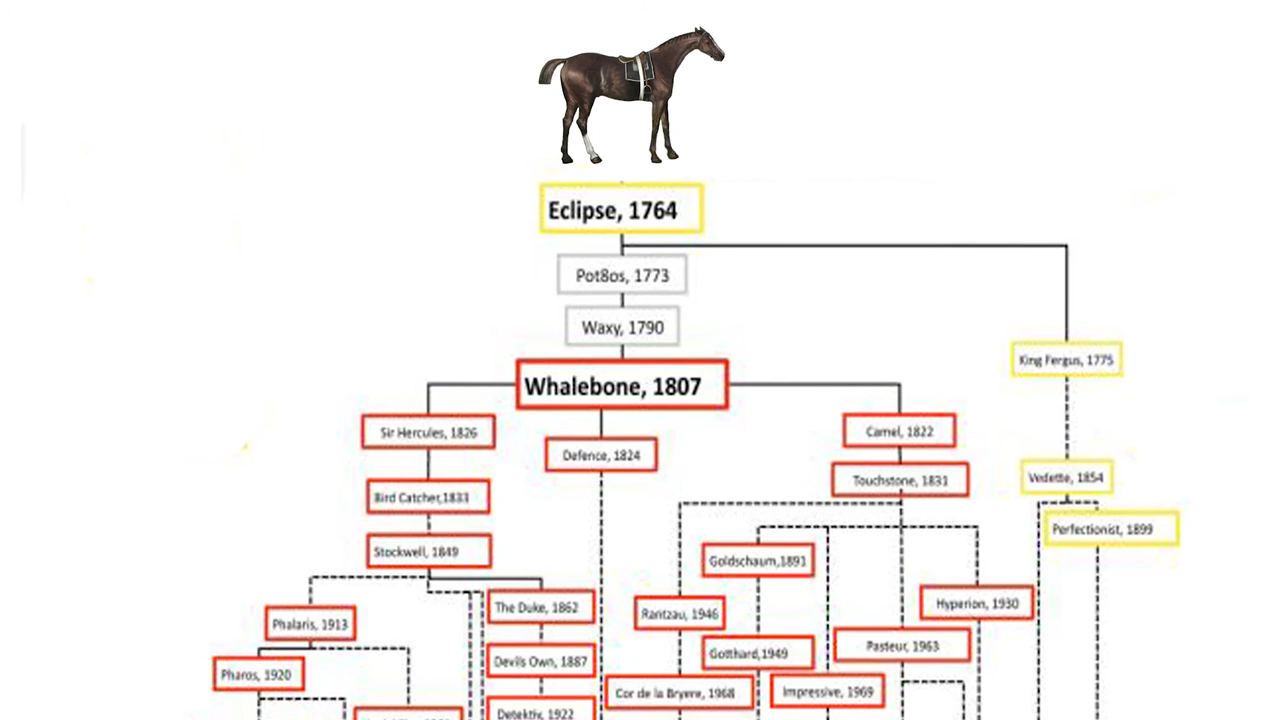 Eclipse, 1764
Pot8os, 1773
Waxy, 1790
King Fergus, 1775
Whalebone, 1807
Sir Hercules, 1826
Camel, 1822
Defence, 1824
Vedette, 1854
Touchstone, 1831
Bird Catcher,1833
Perfectionist, 1899
Stockwell, 1849
Goldschaum,1891
Hyperion, 1930
The Duke, 1862
Rantzau, 1946
Phalaris, 1913
Pasteur, 1963
Gotthard,1949
Devils Own, 1887
Pharos, 1920
Cor de la Bryere, 1968
Impressive, 1969
Detektiv, 1922